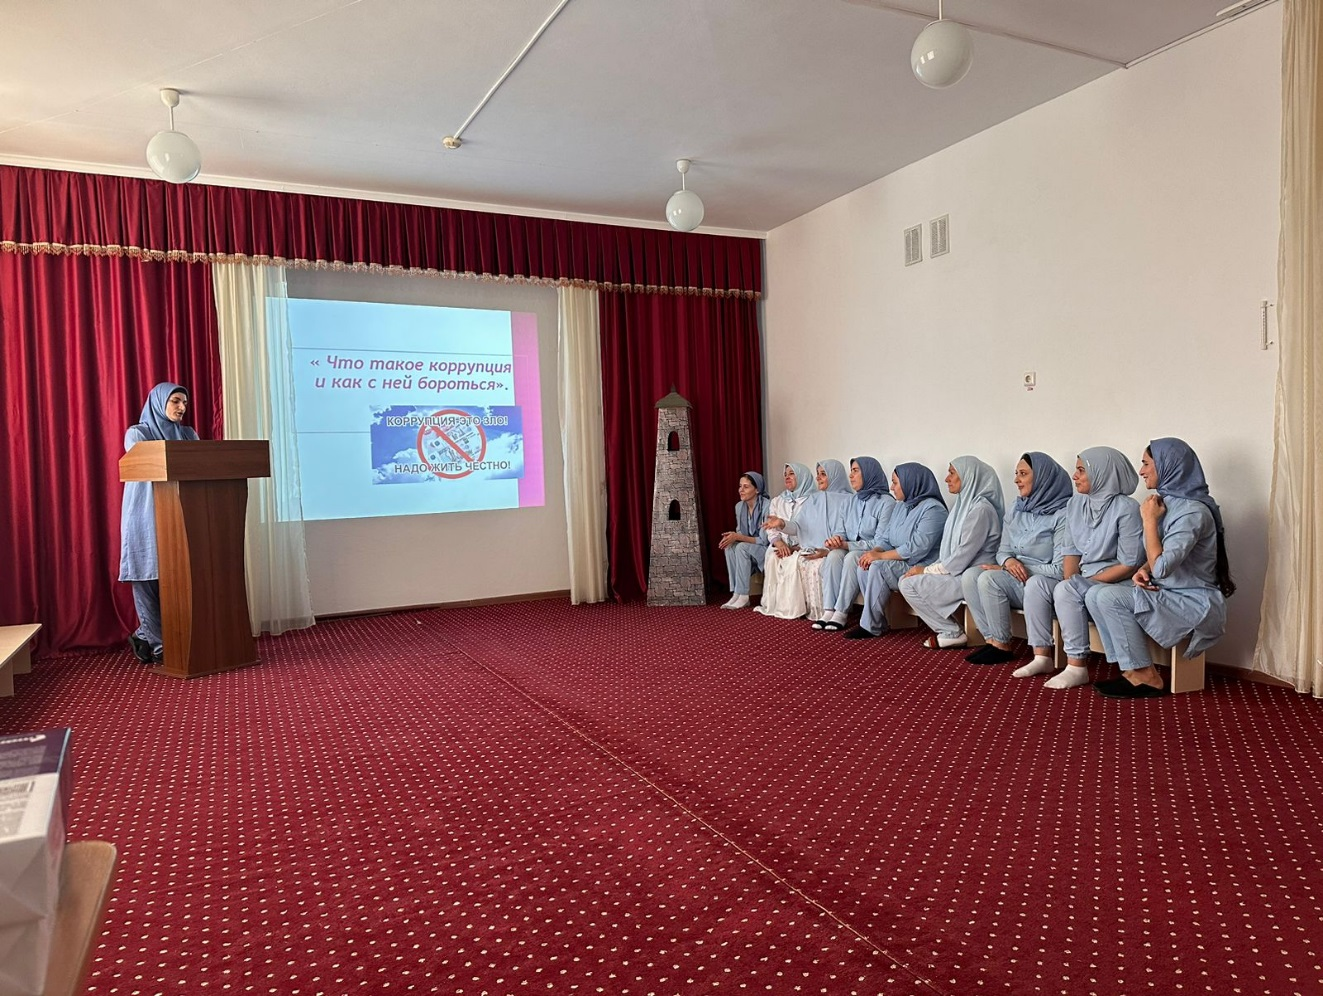 « Что такое коррупция
и как с ней бороться».
КОРРУПЦИЯ-ЭТО ЗЛО!
НАДО ЖИТЬ ЧЕСТНО!